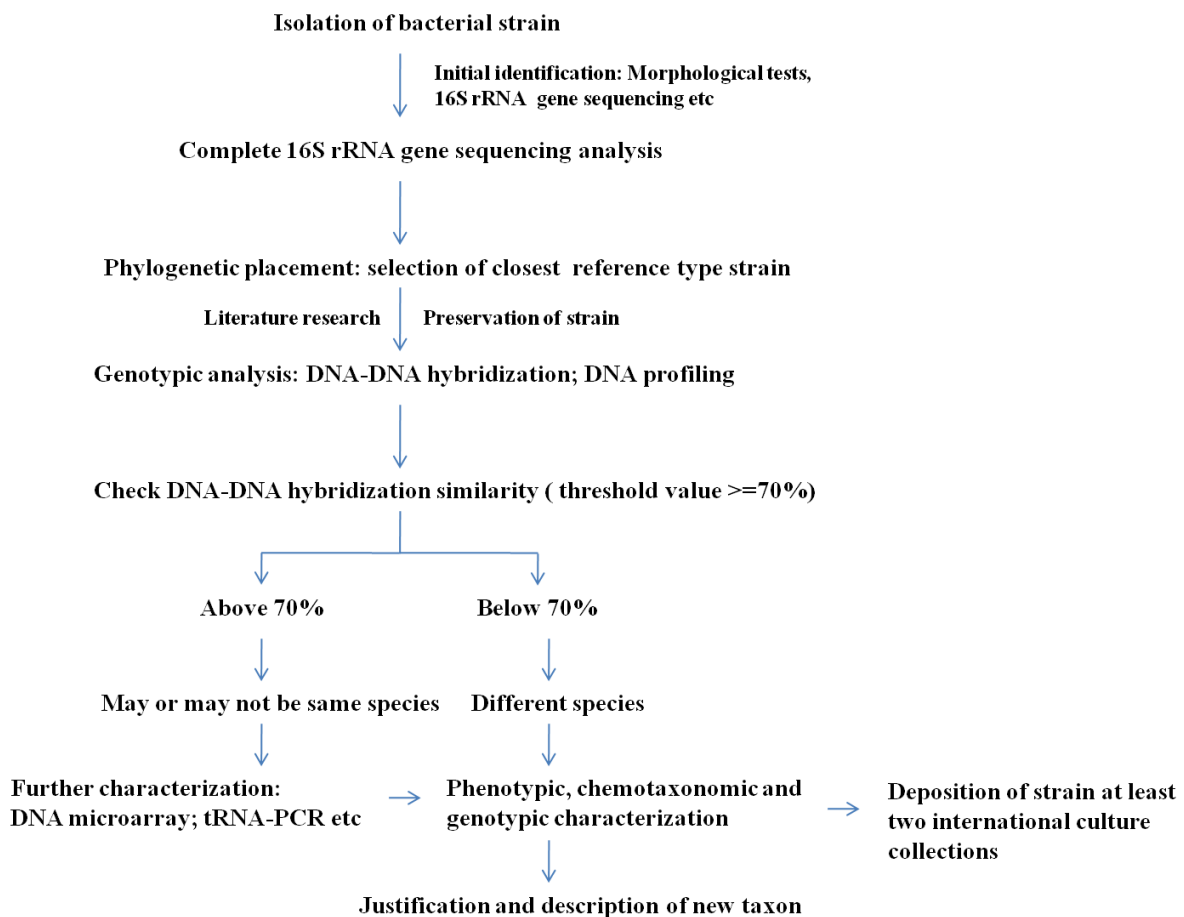 Isolation of bacterial strain
Initial identification: Morphological tests,
16S rRNA gene sequencing etc
Complete 16S rRNA gene sequencing analysis
Phylogenetic placement: selection of closest reference type strain
Literature research
Preservation of strain
Genotypic analysis: DNA-DNA hybridization; DNA profiling
Check DNA-DNA hybridization similarity ( threshold value >=70%)
Above 70%
Below 70%
May or may not be same species
Different species
Further characterization:
DNA microarray; tRNA-PCR etc
Phenotypic, chemotaxonomic and
genotypic characterization
Deposition of strain at least
two international culture
collections
Justification and description of new taxon